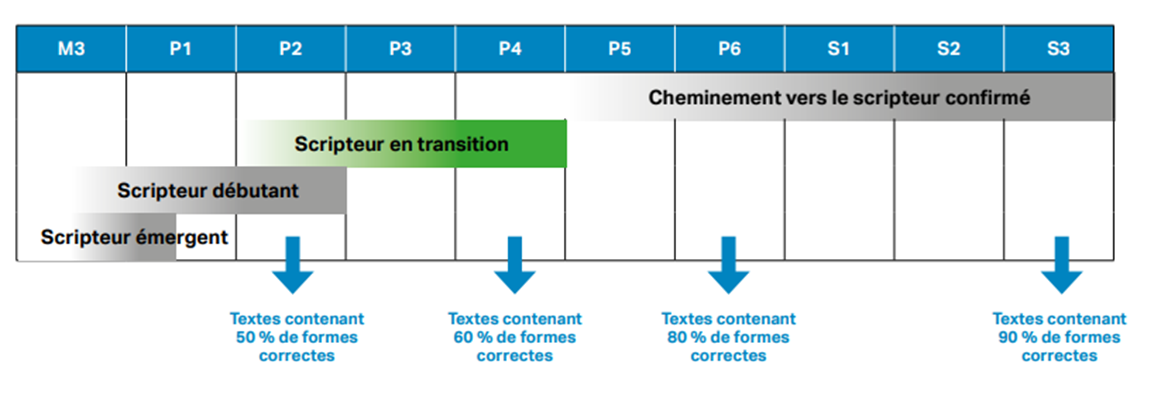 M3 P1 P2 P3 P4 P5 P6 S1 S2 S3
Cheminement vers le scripteur confirmé
Scripteur en transition
Scripteur débutant
Scripteur émergent
Textes contenant
50 % de formes
correctes
Textes contenant
60 % de formes
correctes
Textes contenant
80 % de formes
correctes
Textes contenant
90 % de formes
correctes